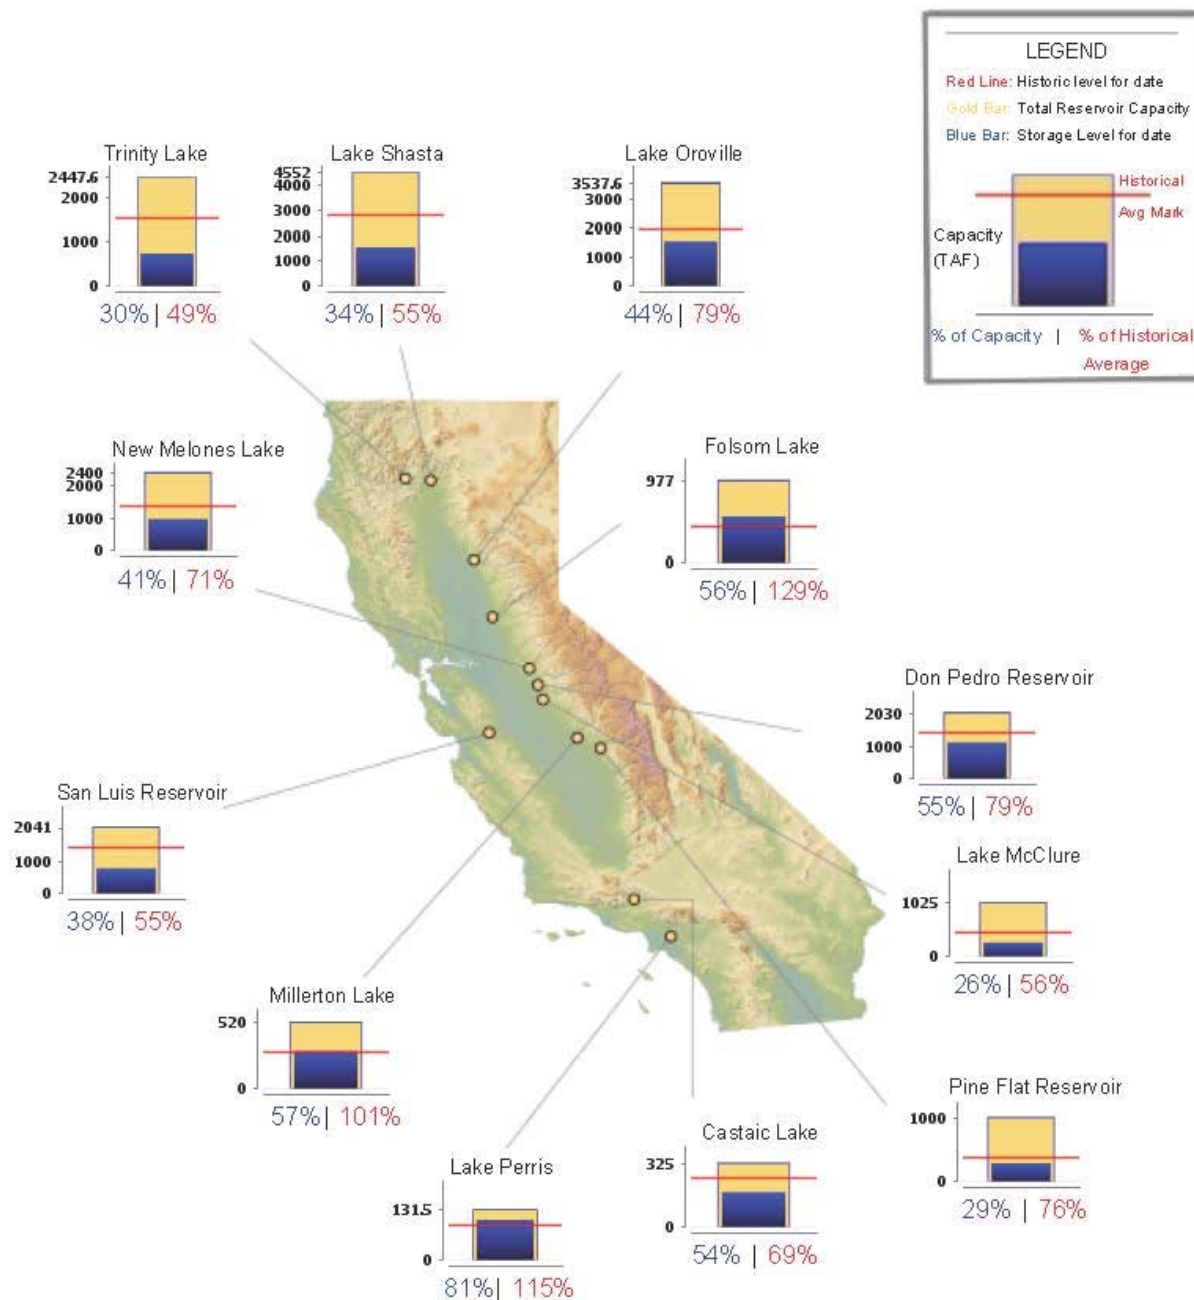 LEGEND
Red Line: Historic level for date
Gold Bar: Total Reservoir Capacity
Blue Bar: Storage Level for date
Historical
Avg Mark
Capacity
(TAF)
% of Capacity | % of Historical
Average
Trinity Lake
2447.6
2000
1000
0
30% | 49%
Lake Shasta
4552
4000
3000
2000
1000
0
34% | 55%
Lake Oroville
3537.6
3000
2000
1000
0
44% | 79%
New Melones Lake
2400
2000
1000
0
41% | 71%
Folsom Lake
977
0
56% | 129%
Don Pedro Reservoir
2030
1000
0
55% | 79%
San Luis Reservoir
2041
1000
0
38% | 55%
Lake McClure
1025
0
26% | 56%
Millerton Lake
520
0
57% | 101%
Pine Flat Reservoir
1000
0
29% | 76%
Castaic Lake
325
0
54% | 69%
Lake Perris
131.5
0
81% | 115%